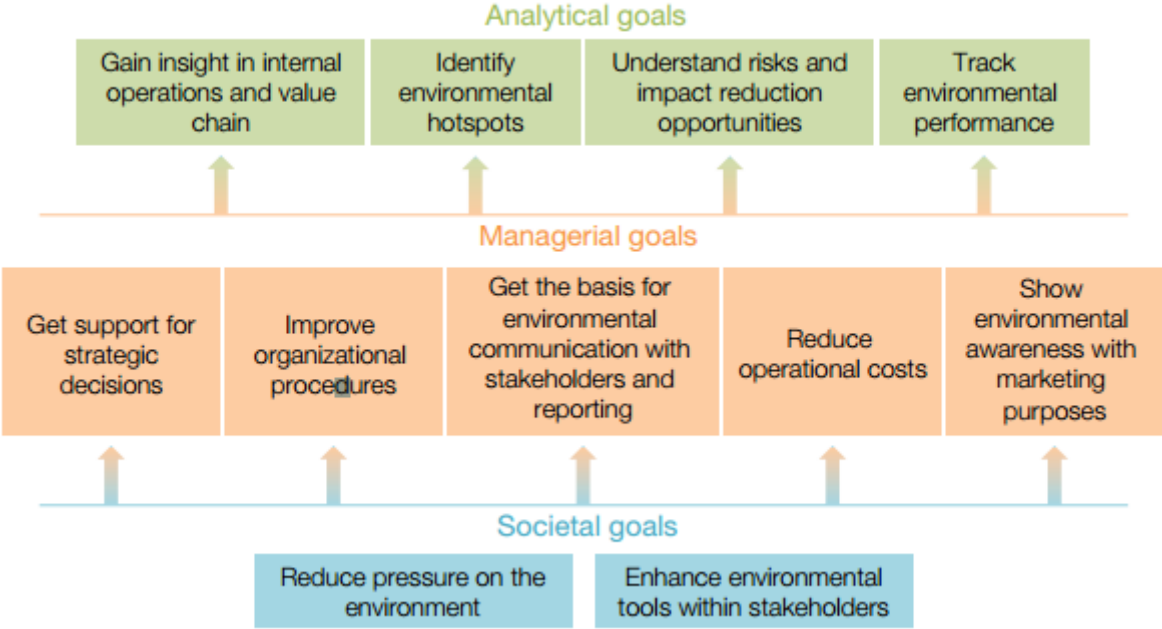 Analytical goals
Gain insight in internal
operations and value
chain
Identify
environmental
hotspots
Understand risks and
impact reduction
opportunities
Track
environmental
performance
Managerial goals
Get support for
strategic
decisions
Improve
organizational
procedures
Get the basis for
environmental
communication with
stakeholders and
reporting
Reduce
operational costs
Show
environmental
awareness with
marketing
purposes
Societal goals
Reduce pressure on the
environment
Enhance environmental
tools within stakeholders